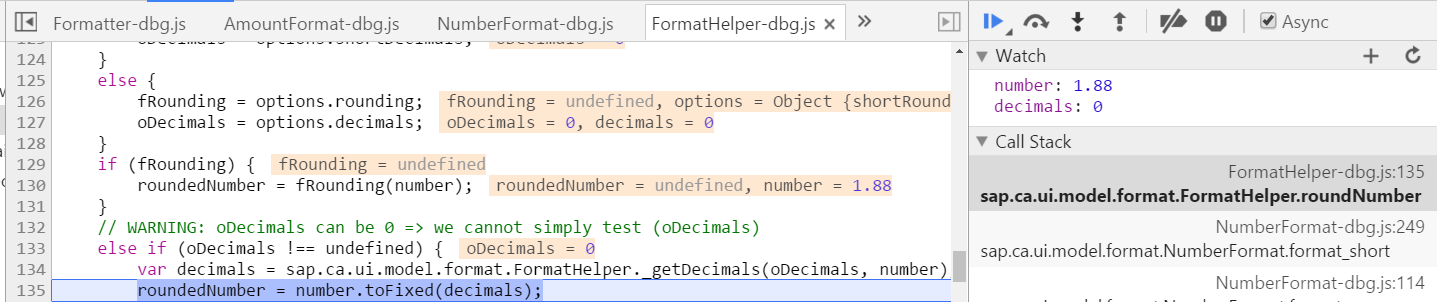 Formatter-dbg.js AmountFormat-dbg.js NumberFormat-dbg.js FormatHelper-dbg.js × »
Async
124 }
125 else {
126 fRounding = options.rounding; fRounding = undefined, options = Object {shortRound
127 oDecimals = options.decimals; oDecimals = 0, decimals = 0
128 }
129 if (fRounding) { fRounding = undefined
130 roundedNumber = fRounding(number); roundedNumber = undefined, number = 1.88
131 }
132 // WARNING: oDecimals can be 0 => we cannot simply test (oDecimals)
133 else if (oDecimals !== undefined) { oDecimals = 0
134 var decimals = sap.ca.ui.model.format.FormatHelper._getDecimals(oDecimals, number)
135 roundedNumber = number.toFixed(decimals);
Watch
number: 1.88
decimals: 0
Call Stack
FormatHelper-dbg.js:135
sap.ca.ui.model.format.FormatHelper.roundNumber
NumberFormat-dbg.js:249
sap.ca.ui.model.format.NumberFormat.format_short
NumberFormat-dbg.js:114